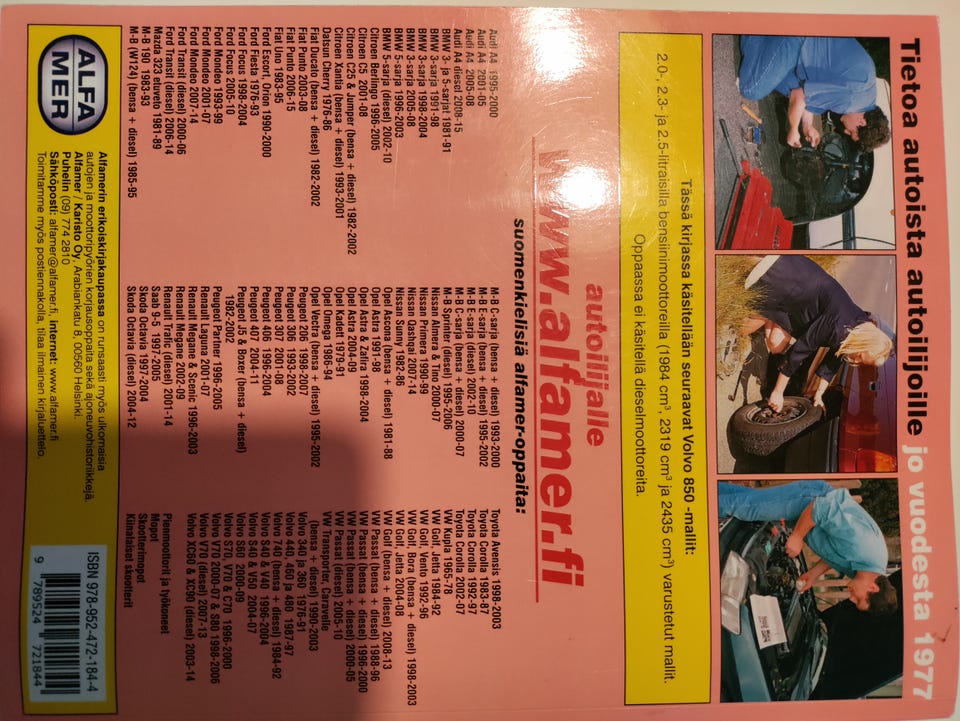 Tietoa autoista autoilijoille jo vuodesta 1977
Tässä kirjassa käsitellään seuraavat Volvo 850 -mallit:
2.0-, 2.3- ja 2.5-litraisilla bensiinimoottoreilla (1984 cm³, 2319 cm³ ja 2435 cm³) varustetut mallit.
Oppaassa ei käsitellä dieselmoottoreita.
autoilijalle
www.alfamer.fi
suomenkielisiä alfamer-oppaita:
Audi A4 1995-2000
Audi A4 2001-05
Audi A4 diesel 2008-15
BMW 3- ja 5-sarja 1981-91
BMW 3-sarja 1991-98
BMW 3-sarja 1998-2004
BMW 3-sarja 2005-08
BMW 5-sarja 1996-2003
BMW 5-sarja (diesel) 2002-10
Citroen Berlingo 1996-2005
Citroen C5 2001-08
Citroen C25 & Jumper (bensa + diesel) 1982-2002
Citroen Xantia (bensa + diesel) 1993-2001
Datsun Cherry 1976-86
Fiat Ducato (bensa + diesel) 1982-2002
Fiat Punto 2003-08
Fiat Punto 2006-15
Fiat Uno 1983-95
Ford Escort, Orion 1990-2000
Ford Fiesta 1976-93
Ford Focus 1998-2004
Ford Focus 2005-10
Ford Mondeo 1993-99
Ford Mondeo 2001-07
Ford Mondeo 2007-14
Ford Transit (diesel) 2000-06
Ford Transit (diesel) 2006-14
Mazda 323 etuveto 1981-89
M-B 190 1983-93
M-B (W124) (bensa + diesel) 1985-95
M-B C-sarja (bensa + diesel) 1993-2000
M-B C-sarja (bensa + diesel) 2000-07
M-B E-sarja (bensa + diesel) 1995-2002
M-B E-sarja (diesel) 2002-10
M-B Sprinter (diesel) 1995-2006
Nissan Almera & Tino 2000-07
Nissan Primera 1990-99
Nissan Qashqai 2007-14
Nissan Sunny 1982-86
Opel Ascona (bensa + diesel) 1981-88
Opel Astra 1991-98
Opel Astra & Zafira 1998-2004
Opel Astra 2004-09
Opel Kadett 1979-91
Opel Omega 1986-94
Opel Vectra (bensa + diesel) 1995-2002
Peugeot 206 1998-2002
Peugeot 306 1993-2002
Peugeot 307 2001-08
Peugeot 406 1996-2004
Peugeot 407 2004-11
Peugeot J5 & Boxer (bensa + diesel)
1982-2002
Peugeot Partner 1996-2005
Renault Laguna 2001-07
Renault Megane & Scenic 1996-2003
Renault Megane 2002-09
Renault Trafic (diesel) 2001-14
Saab 9-5 1997-2005
Skoda Octavia 1997-2004
Skoda Octavia (diesel) 2004-12
Toyota Avensis 1998-2003
Toyota Corolla 1983-87
Toyota Corolla 1992-97
Toyota Corolla 2002-07
VW Kupla 1965-78
VW Golf, Jetta 1984-92
VW Golf, Vento 1992-96
VW Golf, Bora (bensa + diesel) 1998-2003
VW Golf, Jetta 2004-08
VW Golf (bensa + diesel) 2008-13
VW Passat (bensa + diesel) 1988-96
VW Passat (bensa + diesel) 1996-2000
VW Passat (bensa + diesel) 2000-05
VW Passat (diesel) 2005-10
VW Transporter, Caravelle
(bensa + diesel) 1990-2003
Volvo 340 ja 360 1976-91
Volvo 440, 460 ja 480 1987-97
Volvo 740 (bensa + diesel) 1984-92
Volvo S40 & V40 1996-2004
Volvo S40 & V50 2004-07
Volvo S60 2000-09
Volvo S70, V70 & C70 1996-2000
Volvo V70 2000-07 & S80 1998-2006
Volvo V70 (diesel) 2007-13
Volvo XC60 & XC90 (diesel) 2003-14
Pienmoottorit ja työkoneet
Mopot
Skootterimopot
Kiinalaiset skootterit
ALFA
MER
Alfamerin erikoiskirjakaupassa on runsaasti myös ulkomaisia
autojen ja moottoripyörien korjausoppaita sekä ajoneuvohistoriikkejä.
Alfamer / Karisto Oy, Arabiankatu 8, 00560 Helsinki.
Puhelin (09) 774 2810
Sähköposti: alfamer@alfamer.fi, internet: www.alfamer.fi
Toimitamme myös postiennakolla, tilaa ilmainen kirjaluettelo.
ISBN 978-952-472-184-4
9 789524 721844